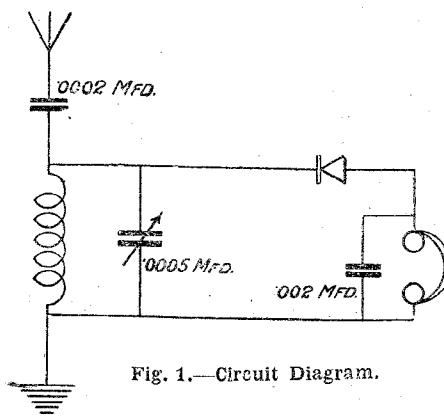 .0002 MFD.
.0005 MFD.
.002 MFD.
Fig. 1.—Circuit Diagram.